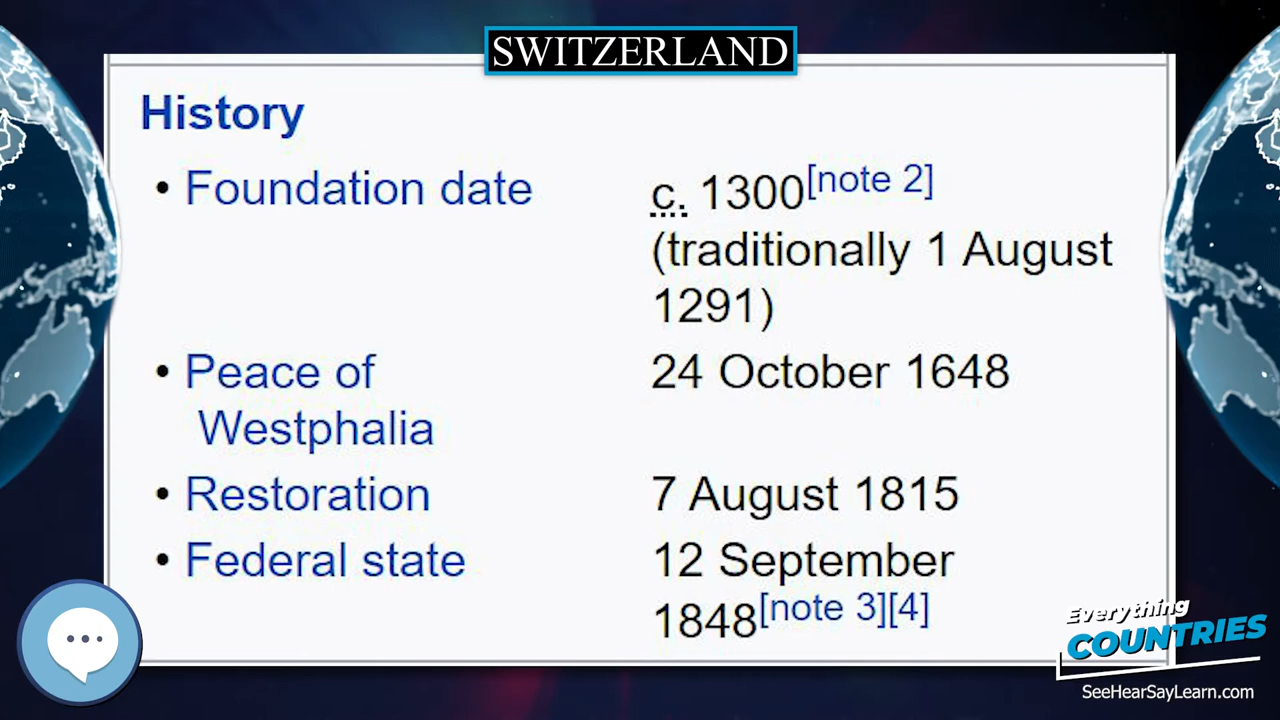 SWITZERLAND
History
• Foundation date c. 1300[note 2]
(traditionally 1 August
1291)
• Peace of 24 October 1648
Westphalia
• Restoration 7 August 1815
• Federal state 12 September
1848[note 3][4]
Everything
COUNTRIES
SeeHearSayLearn.com